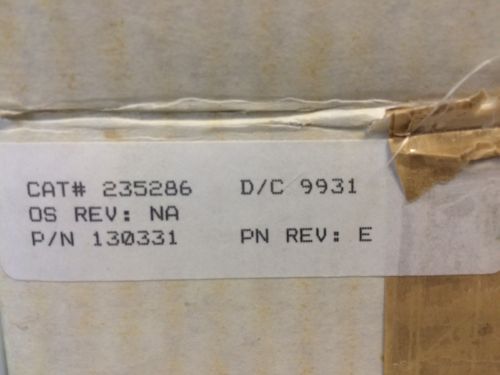 CAT# 235286 D/C 9931
OS REV: NA
P/N 130331 PN REV: E